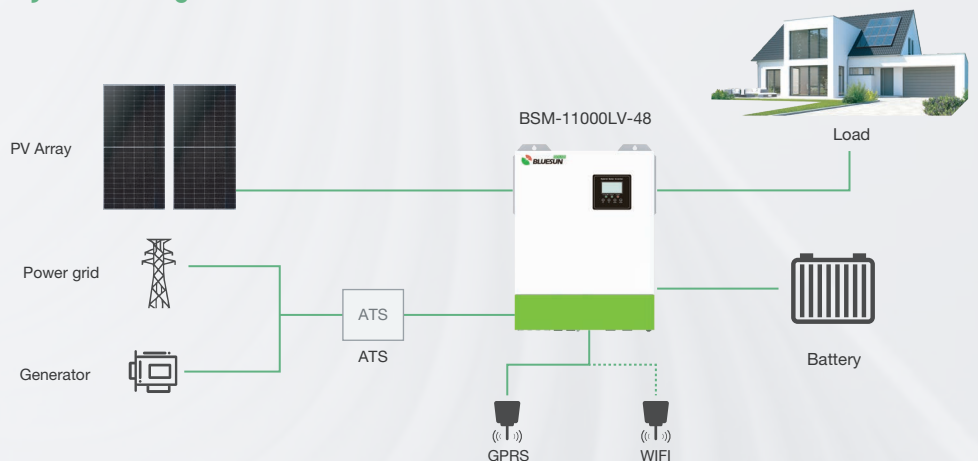 BSM-11000LV-48
BLUESUN
PV Array
Load
Power grid
ATS
ATS
Generator
Battery
GPRS
WIFI